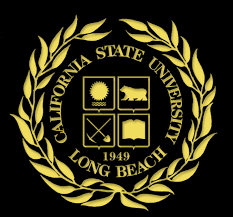 CALIFORNIA STATE UNIVERSITY
1949
LONG BEACH